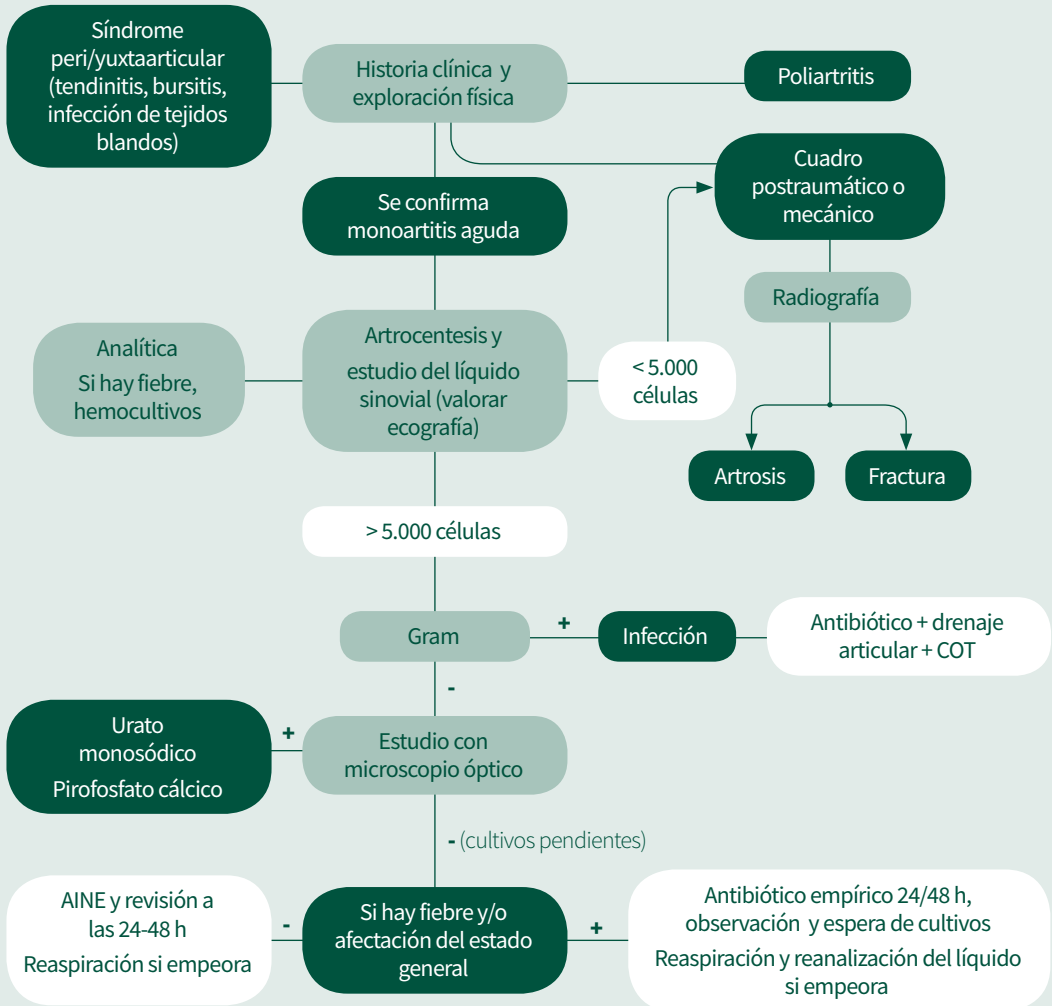 Síndrome
peri/yuxtaarticular
(tendinitis, bursitis,
infección de tejidos
blandos)
Historia clínica y
exploración física
Poliartritis
Cuadro
postraumático o
mecánico
Se confirma
monoartitis aguda
Radiografía
Analítica
Si hay fiebre,
hemocultivos
Artrocentesis y
estudio del líquido
sinovial (valorar
ecografía)
< 5.000
células
Artrosis
Fractura
> 5.000 células
Gram
+
Infección
Antibiótico + drenaje
articular + COT
-
Urato
monosódico
Pirofosfato cálcico
+
Estudio con
microscopio óptico
- (cultivos pendientes)
AINE y revisión a
las 24-48 h
Reaspiración si empeora
-
Si hay fiebre y/o
afectación del estado
general
+
Antibiótico empírico 24/48 h,
observación y espera de cultivos
Reaspiración y reanalización del líquido
si empeora